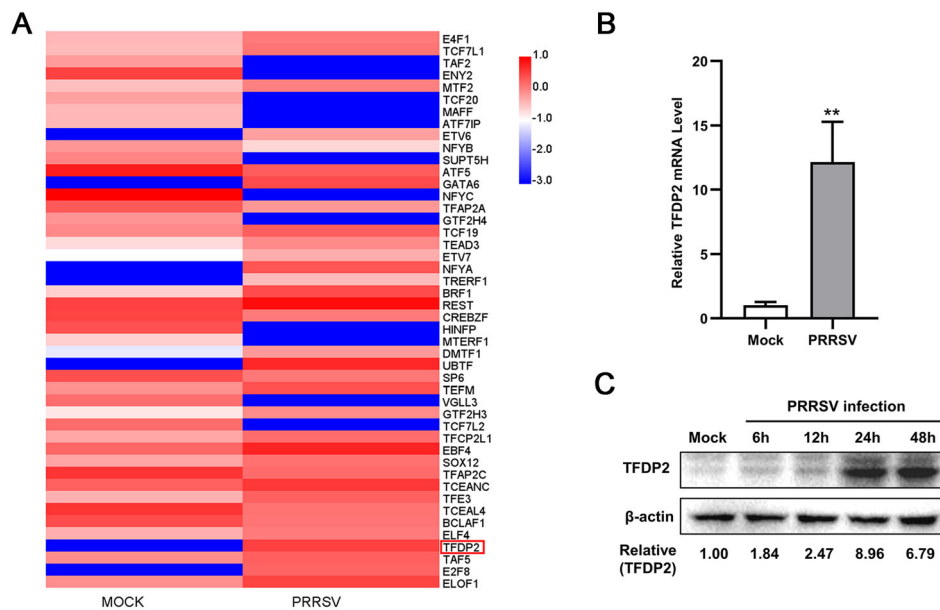 A
E4F1
TCF7L1
TAF2
ENY2
MTF2
TCF20
MAFF
ATF7IP
ETV6
NFYB
SUPT5H
ATF5
GATA6
NFYC
TFAP2A
GTF2H4
TCF19
TEAD3
ETV7
NFYA
TRERF1
BRF1
REST
CREBZF
HINFP
MTERF1
DMTF1
UBTF
SP6
TEFM
VGLL3
GTF2H3
TCF7L2
TFCP2L1
EBF4
SOX12
TFAP2C
TCEANC
TFE3
TCEAL4
BCLAF1
ELF4
TFDP2
TAF5
E2F8
ELOF1
MOCK PRRSV
1.0
-1.0
-3.0
B
Relative TFDP2 mRNA Level
20
15
10
5
0
**
Mock PRRSV
C
PRRSV infection
Mock 6h 12h 24h 48h
TFDP2
β-actin
Relative 1.00 1.84 2.47 8.96 6.79
(TFDP2)